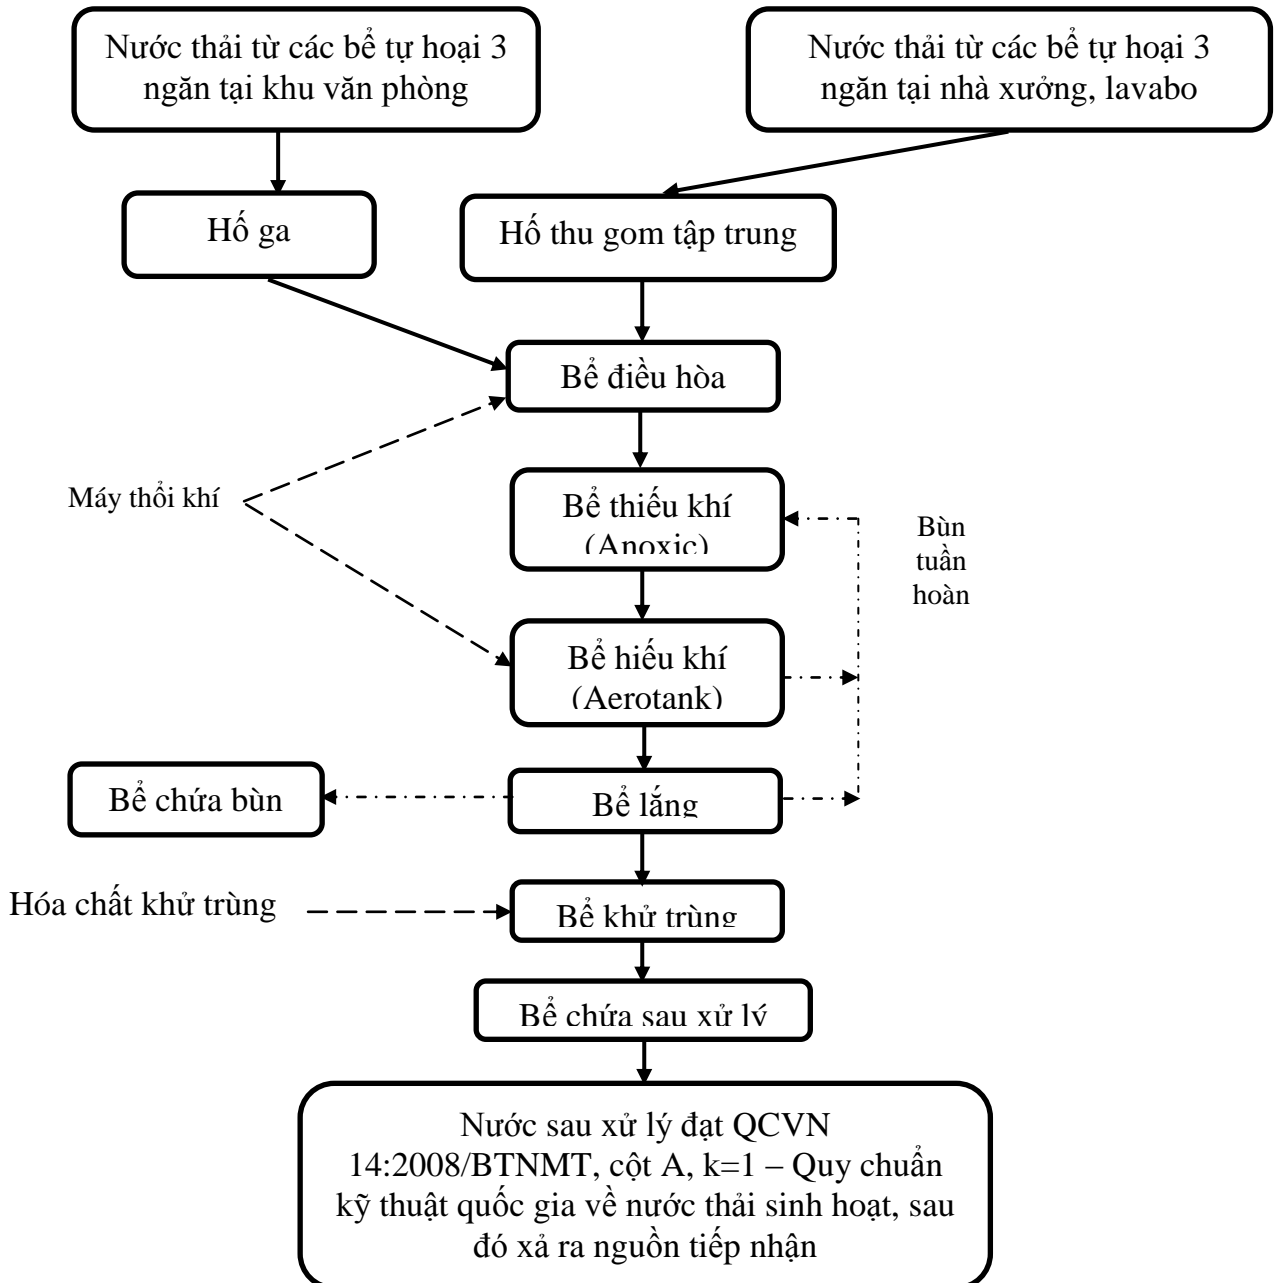 Nước thải từ các bể tự hoại 3
ngăn tại khu văn phòng
Nước thải từ các bể tự hoại 3
ngăn tại nhà xưởng, lavabo
Hố ga
Hố thu gom tập trung
Bể điều hòa
Máy thổi khí
Bể thiếu khí
(Anoxic)
Bùn
tuần
hoàn
Bể hiếu khí
(Aerotank)
Bể chứa bùn
Bể lắng
Hóa chất khử trùng
Bể khử trùng
Bể chứa sau xử lý
Nước sau xử lý đạt QCVN
14:2008/BTNMT, cột A, k=1 – Quy chuẩn
kỹ thuật quốc gia về nước thải sinh hoạt, sau
đó xả ra nguồn tiếp nhận